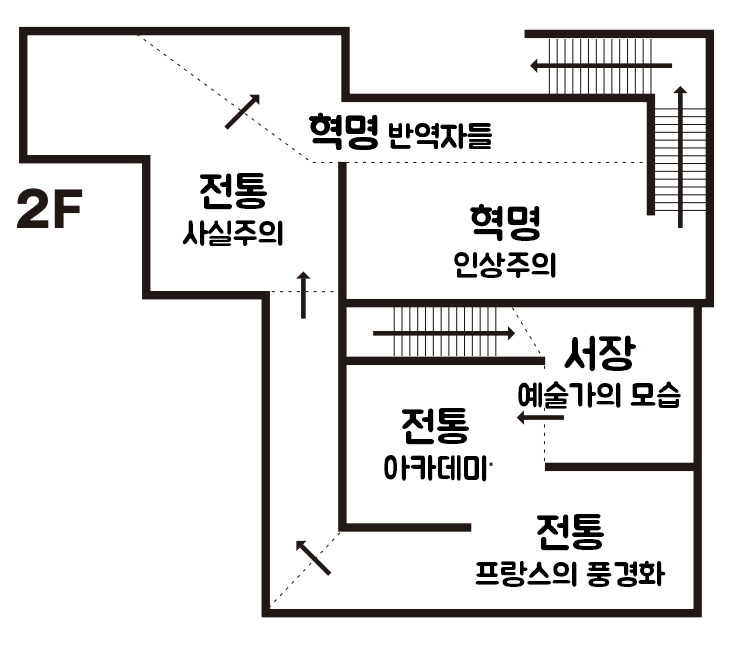 혁명 반역자들
전통
사실주의
2F
혁명
인상주의
서장
예술가의 모습
전통
아카데미
전통
프랑스의 풍경화